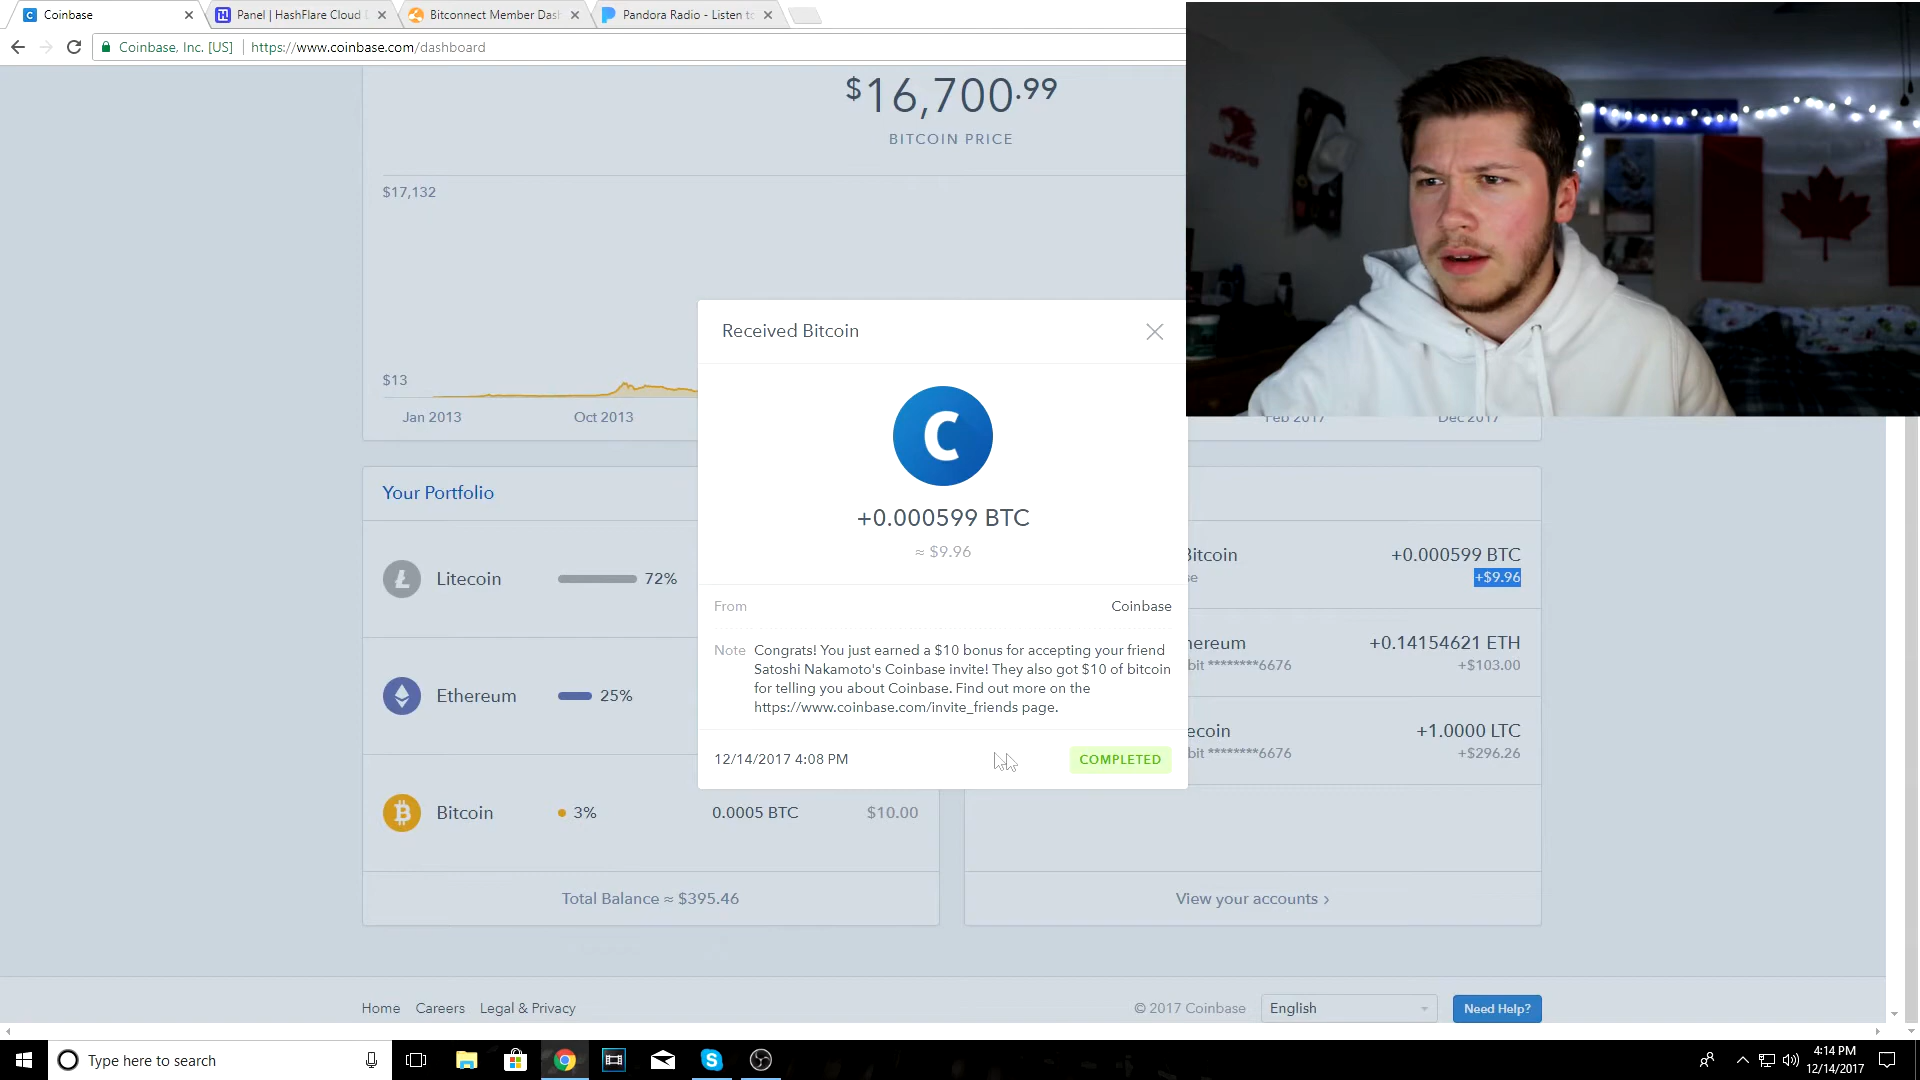 Coinbase
Panel | HashFlare Cloud
Bitconnect Member Das
Pandora Radio - Listen to
Coinbase, Inc. [US]
https://www.coinbase.com/dashboard
$16,700.99
BITCOIN PRICE
$17,132
$13
Jan 2013
Oct 2013
Feb 2017
Dec 2017
Received Bitcoin
C
+0.000599 BTC
≈ $9.96
From
Coinbase
Note
Congrats! You just earned a $10 bonus for accepting your friend
Satoshi Nakamoto's Coinbase invite! They also got $10 of bitcoin
for telling you about Coinbase. Find out more on the
https://www.coinbase.com/invite_friends page.
12/14/2017 4:08 PM
COMPLETED
Your Portfolio
Litecoin
72%
Ethereum
25%
Bitcoin
3%
0.0005 BTC
$10.00
Total Balance ≈ $395.46
Bitcoin
+0.000599 BTC
se
+$9.96
hereum
+0.14154621 ETH
bit ********6676
+$103.00
ecoin
+1.0000 LTC
bit ********6676
+$296.26
View your accounts ›
Home
Careers
Legal & Privacy
© 2017 Coinbase
English
Need Help?
Type here to search
4:14 PM
12/14/2017